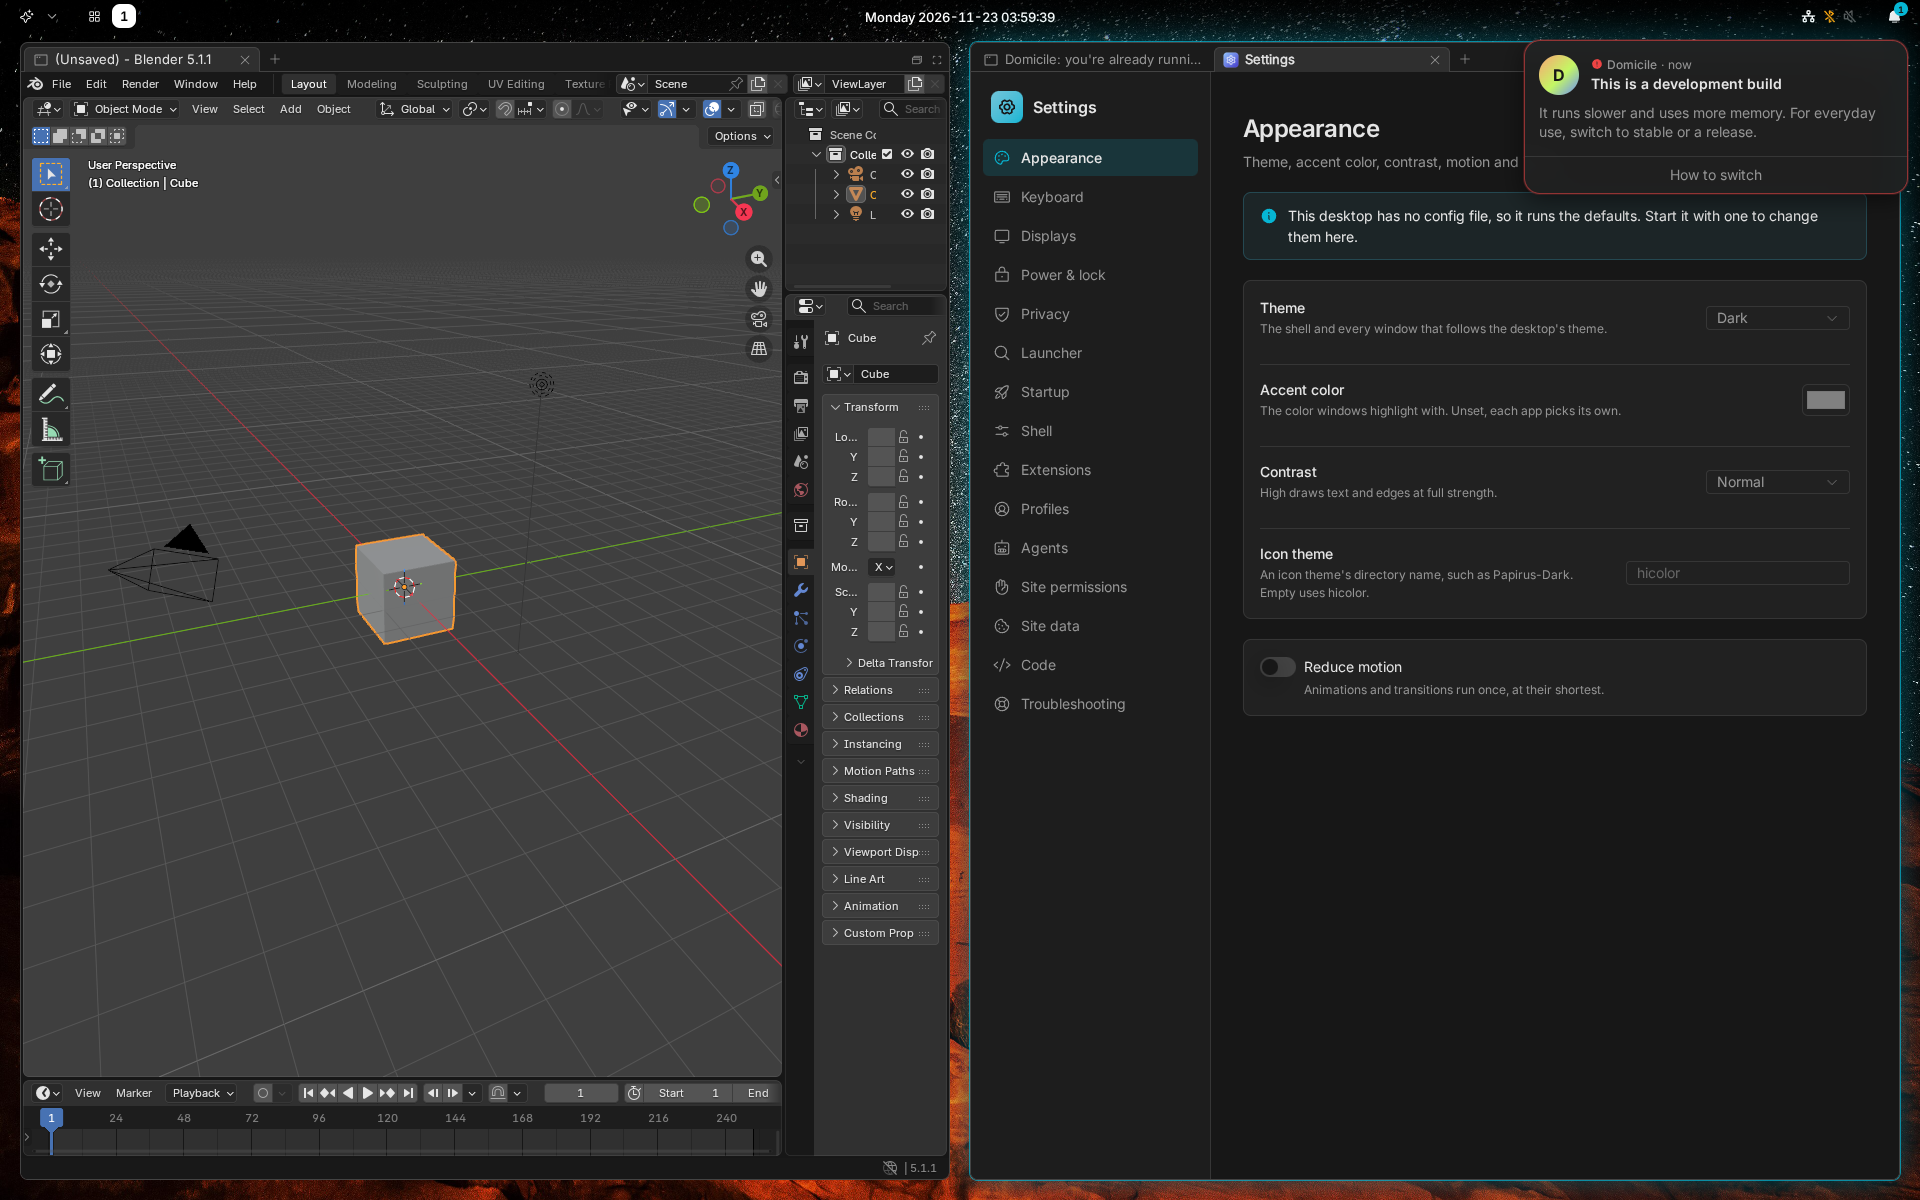 1
Monday 2026-11-23 03:59:39
1
(Unsaved) - Blender 5.1.1
File Edit Render Window Help
Layout Modeling Sculpting UV Editing Texture
Scene
ViewLayer
Object Mode View Select Add Object
Global
Search
Options
User Perspective
(1) Collection | Cube
Z
Y
X
Scene Cc
Colle
C
C
L
Search
Cube
Cube
Transform
Lo...
Y
Z
Ro...
Y
Z
Mo... X
Sc...
Y
Z
Delta Transfor
Relations
Collections
Instancing
Motion Paths
Shading
Visibility
Viewport Disp
Line Art
Animation
Custom Prop
View Marker Playback
1
Start 1 End
1 24 48 72 96 120 144 168 192 216 240
5.1.1
Domicile: you're already runni...
Settings
Settings
Appearance
Keyboard
Displays
Power & lock
Privacy
Launcher
Startup
Shell
Extensions
Profiles
Agents
Site permissions
Site data
Code
Troubleshooting
Appearance
Theme, accent color, contrast, motion and
This desktop has no config file, so it runs the defaults. Start it with one to change
them here.
Theme
The shell and every window that follows the desktop's theme.
Dark
Accent color
The color windows highlight with. Unset, each app picks its own.
Contrast
High draws text and edges at full strength.
Normal
Icon theme
An icon theme's directory name, such as Papirus-Dark.
Empty uses hicolor.
hicolor
Reduce motion
Animations and transitions run once, at their shortest.
D
Domicile · now
This is a development build
It runs slower and uses more memory. For everyday
use, switch to stable or a release.
How to switch